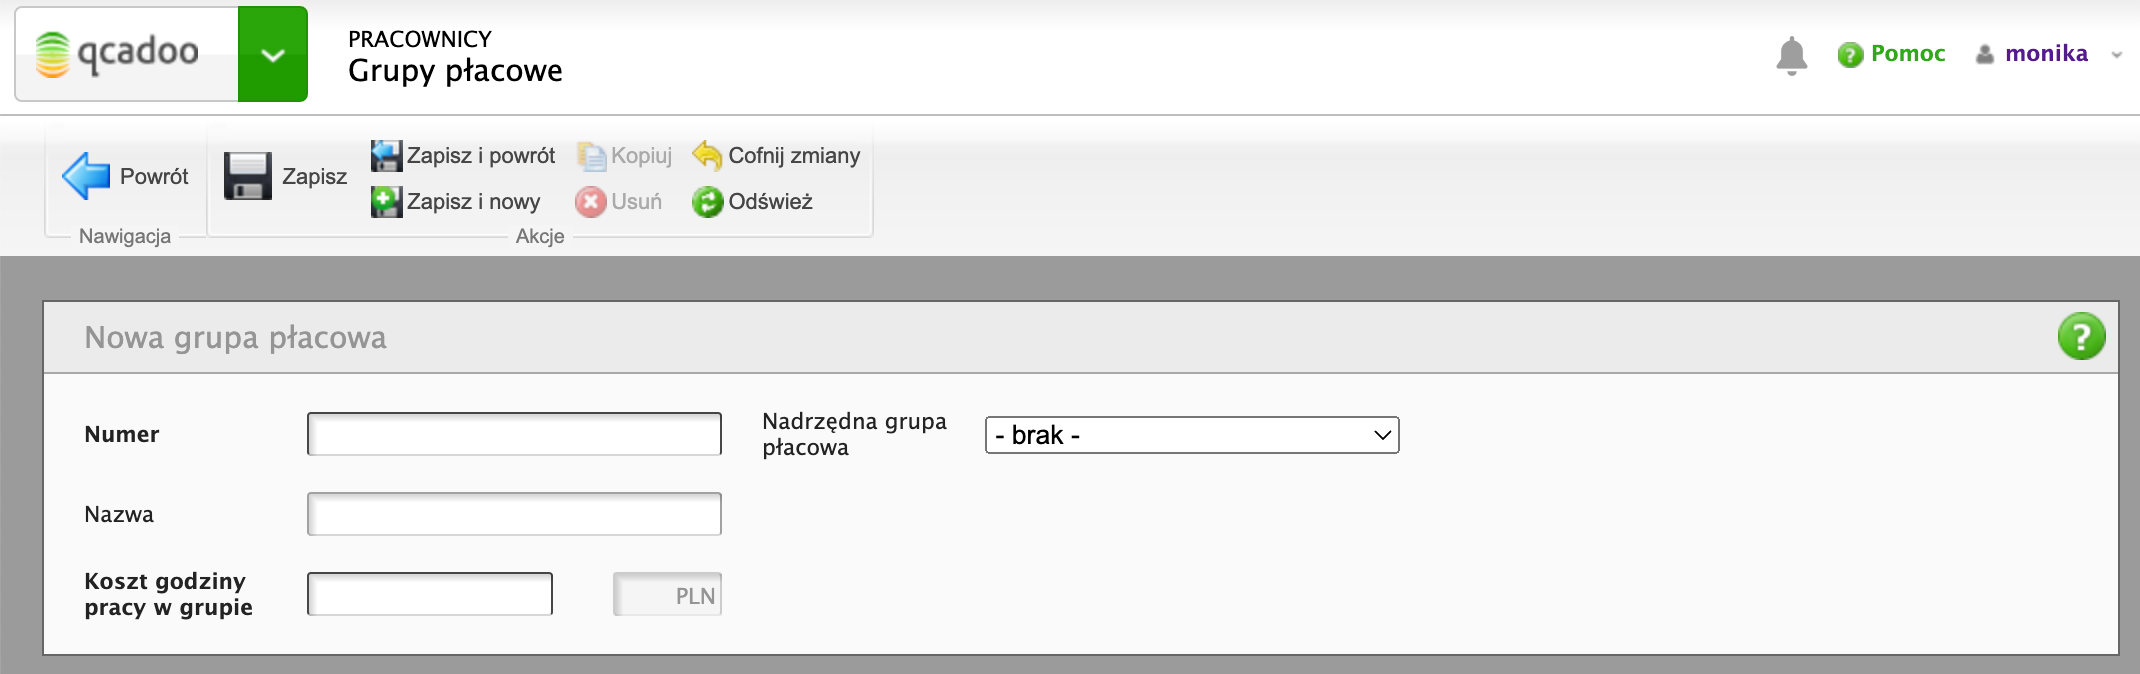 qcadoo
PRACOWNICY
Grupy płacowe
Pomoc
monika
Powrót
Zapisz
Zapisz i powrót
Kopiuj
Cofnij zmiany
Zapisz i nowy
Usuń
Odśwież
Nawigacja
Akcje
Nowa grupa płacowa
?
Numer
Nadrzędna grupa
płacowa
- brak -
Nazwa
Koszt godziny
pracy w grupie
PLN